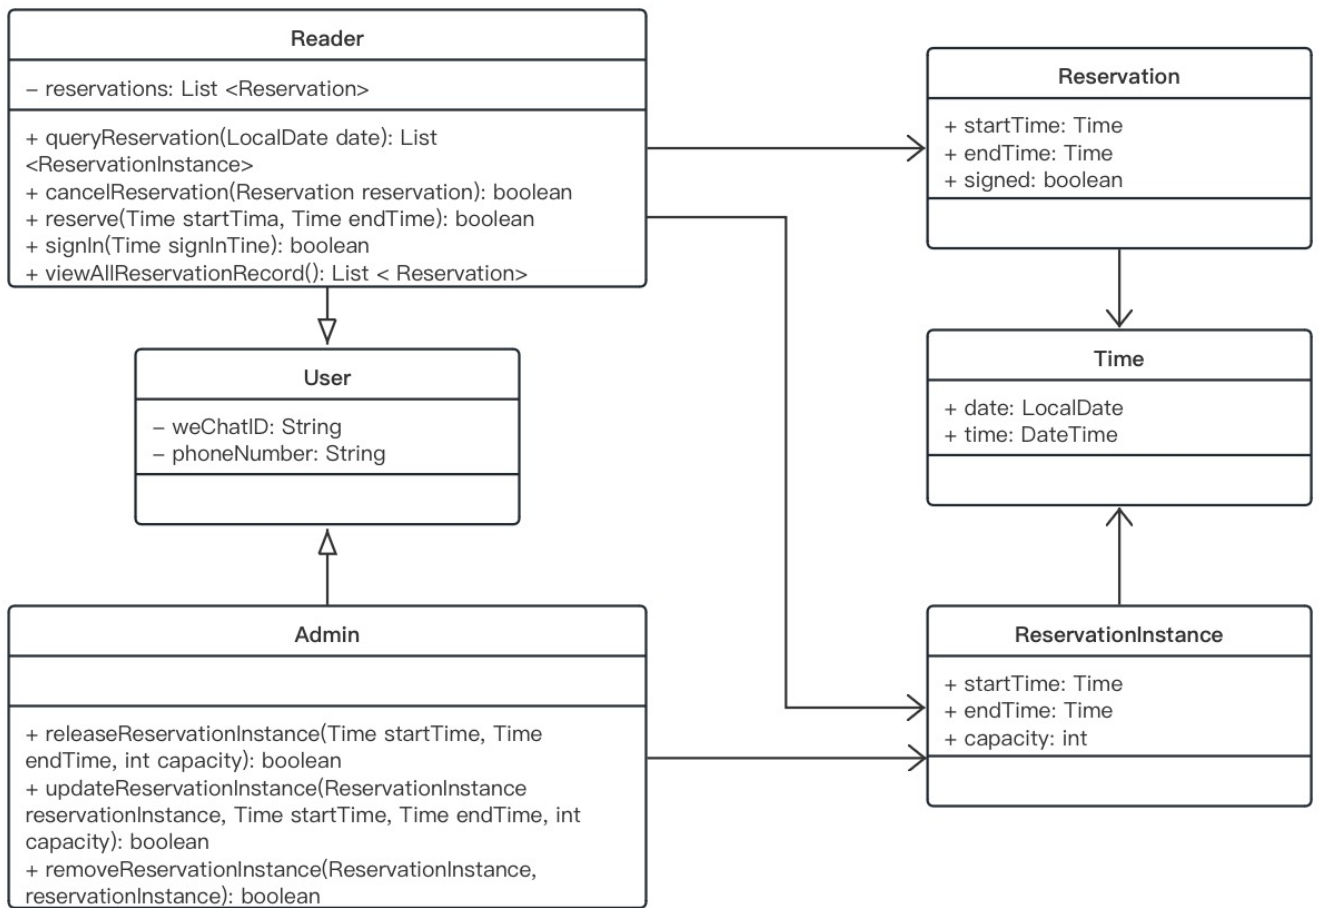 Reader
– reservations: List <Reservation>
+ queryReservation(LocalDate date): List
<ReservationInstance>
+ cancelReservation(Reservation reservation): boolean
+ reserve(Time startTima, Time endTime): boolean
+ signIn(Time signInTine): boolean
+ viewAllReservationRecord(): List < Reservation>
Reservation
+ startTime: Time
+ endTime: Time
+ signed: boolean
User
– weChatID: String
– phoneNumber: String
Time
+ date: LocalDate
+ time: DateTime
Admin
+ releaseReservationInstance(Time startTime, Time
endTime, int capacity): boolean
+ updateReservationInstance(ReservationInstance
reservationInstance, Time startTime, Time endTime, int
capacity): boolean
+ removeReservationInstance(ReservationInstance,
reservationInstance): boolean
ReservationInstance
+ startTime: Time
+ endTime: Time
+ capacity: int